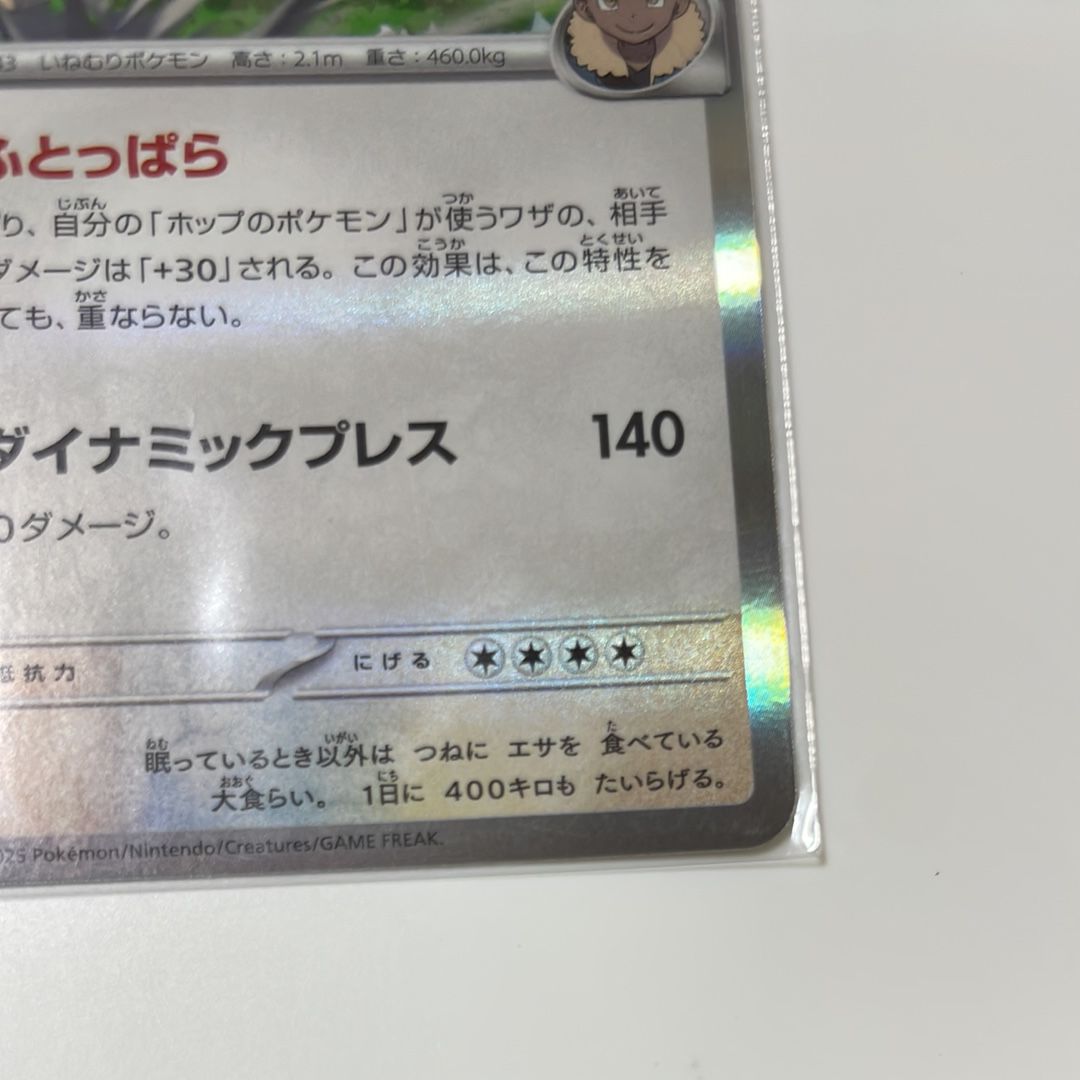 いねむりポケモン 高さ：2.1m 重さ：460.0kg
ふとっぱら
り、自分の「ホップのポケモン」が使うワザの、相手
ダメージは「+30」される。この効果は、この特性を
ても、重ならない。
ダイナミックプレス 140
0ダメージ。
抵抗力 にげる
眠っているとき以外は つねに エサを 食べている
大食らい。 1日に 400キロも たいらげる。
025 Pokémon/Nintendo/Creatures/GAME FREAK.